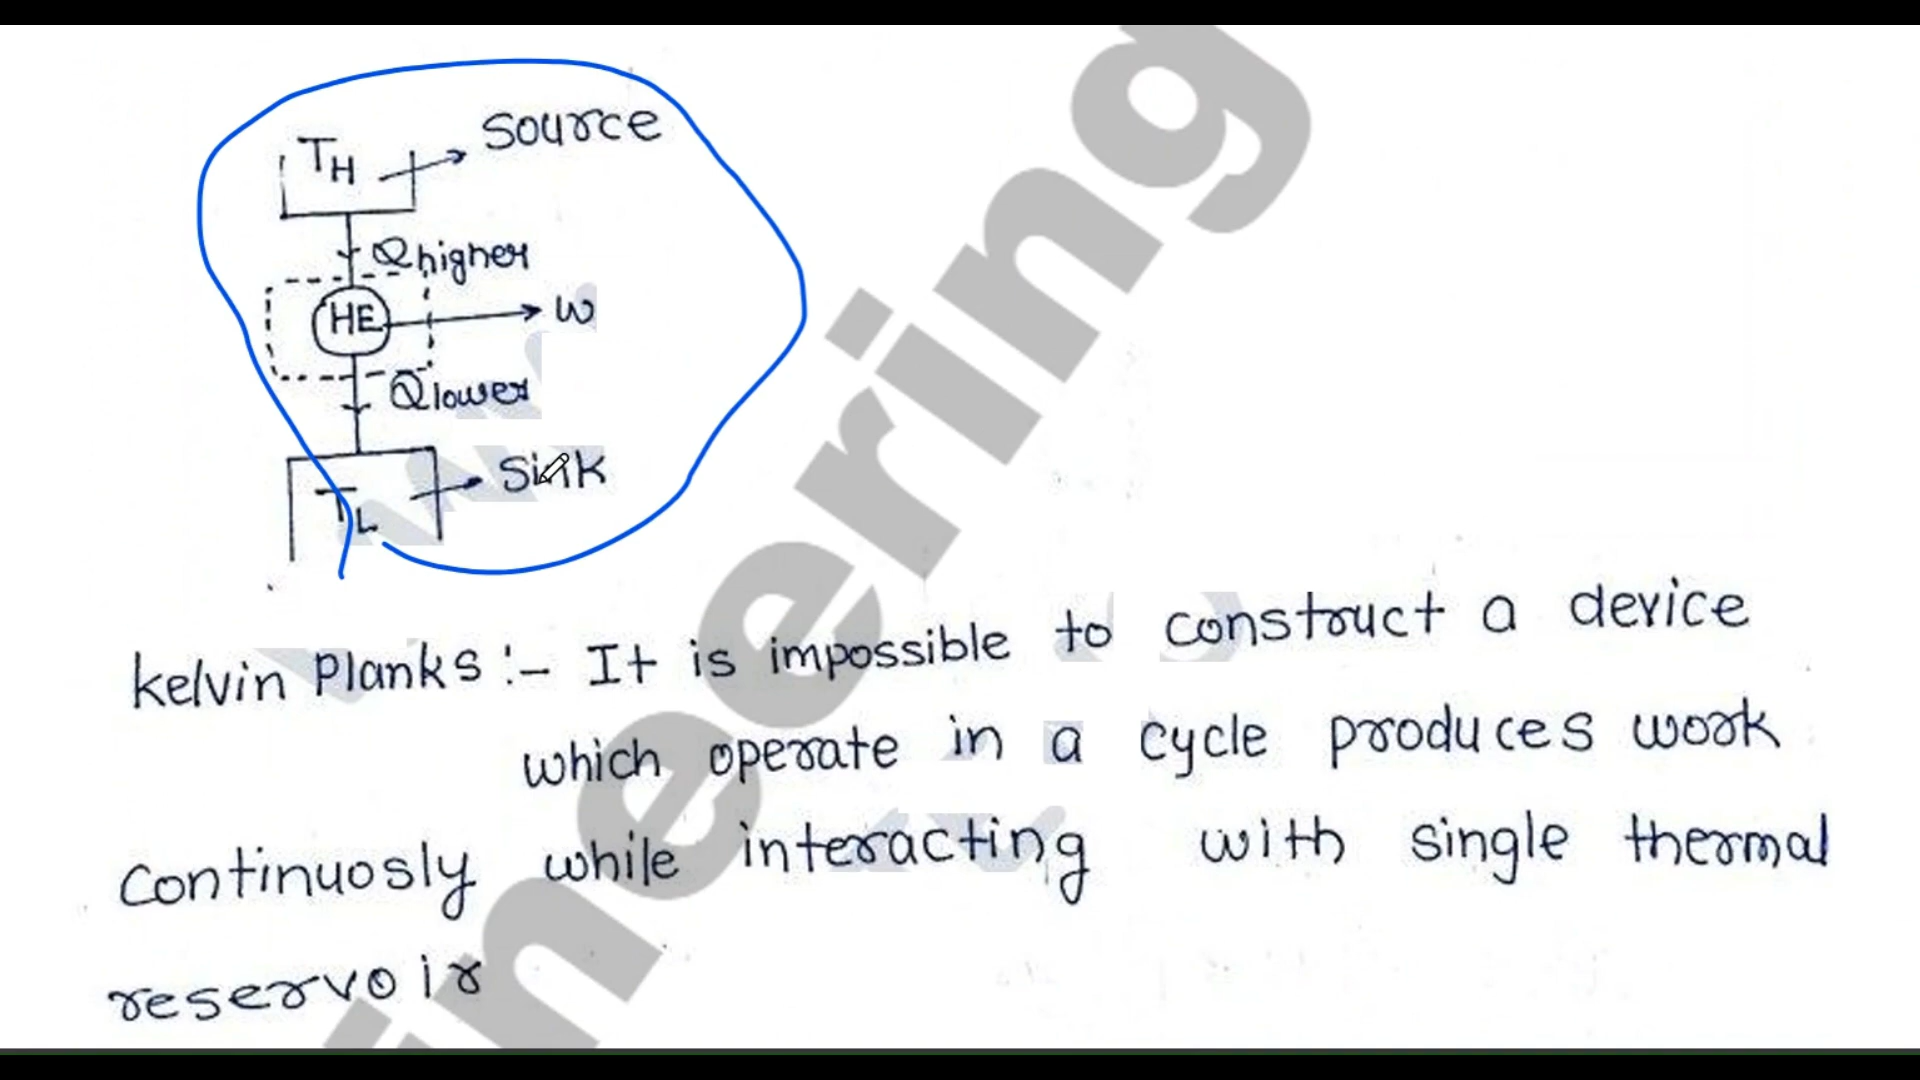 TH → Source
Qhigher
HE → W
Qlower
TL → Sink
kelvin Planks :- It is impossible to construct a device
which operate in a cycle produces work
continuosly while interacting with single thermal
reservoir
ineering